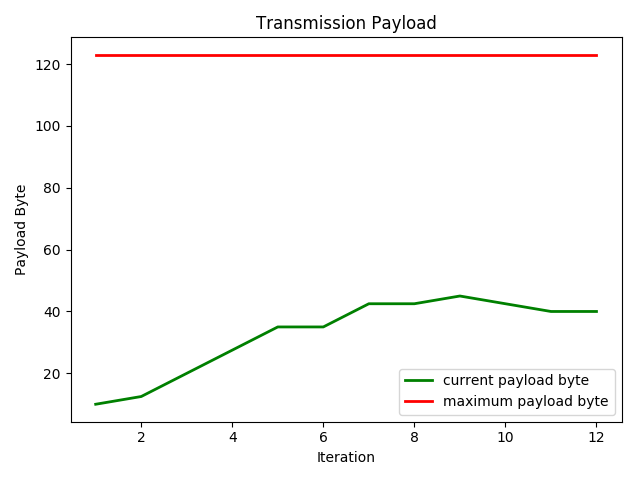 Transmission Payload
120
100
80
60
40
20
Payload Byte
2 4 6 8 10 12
Iteration
current payload byte
maximum payload byte